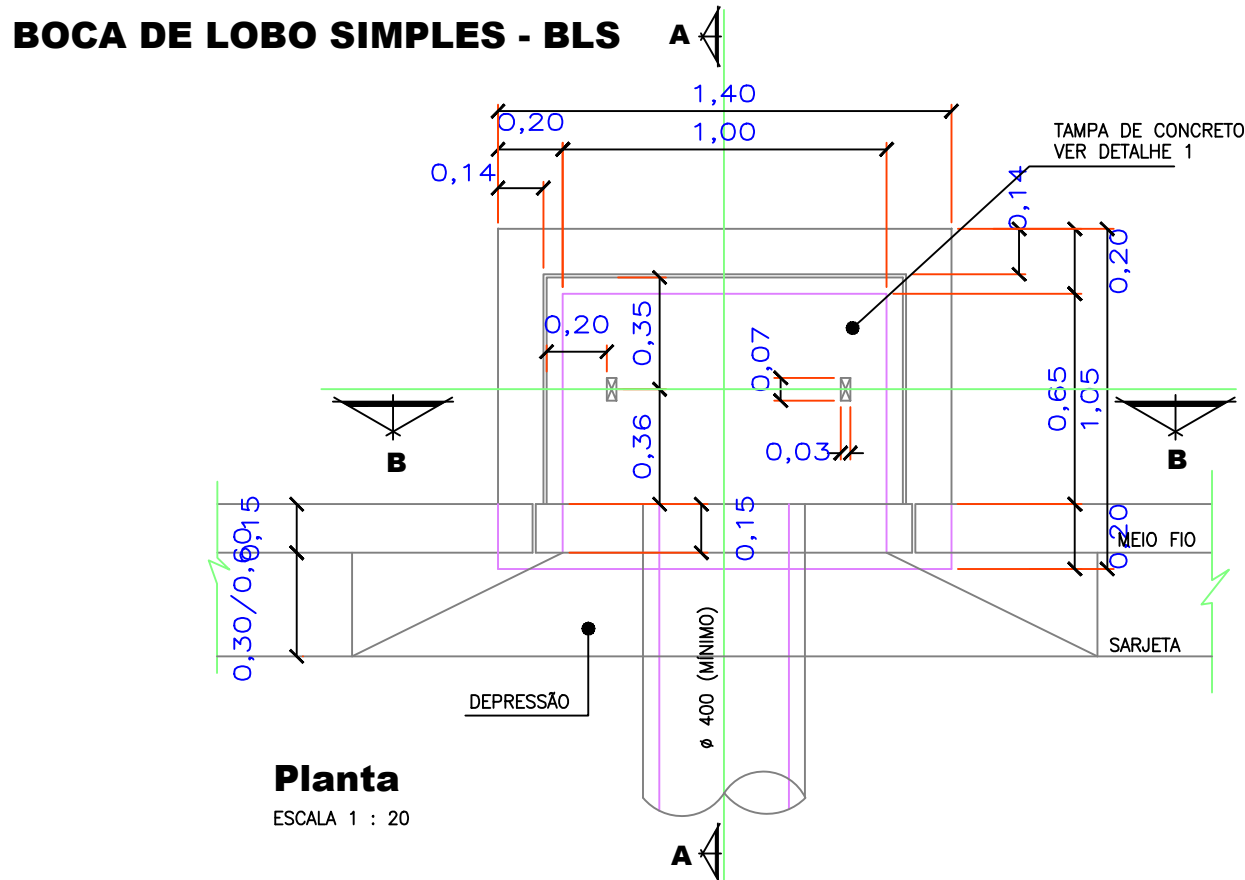 BOCA DE LOBO SIMPLES - BLS
A
1,40
0,20
1,00
0,14
TAMPA DE CONCRETO
VER DETALHE 1
0,14
0,20
0,20
0,35
0,07
0,65
1,05
B
0,36
0,03
B
0,15
0,15
0,20
MEIO FIO
0,30/0,60
SARJETA
ø 400 (MÍNIMO)
DEPRESSÃO
Planta
ESCALA 1 : 20
A